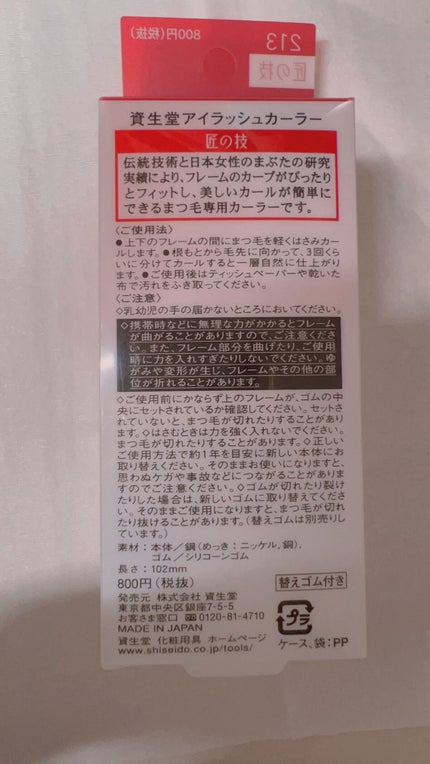 213
800円(税抜)
匠の技
資生堂アイラッシュカーラー
匠の技
伝統技術と日本女性のまぶたの研究
実績により、フレームのカーブがぴったり
とフィットし、美しいカールが簡単に
できるまつ毛専用カーラーです。
〈ご使用法〉
●上下のフレームの間にまつ毛を軽くはさみカー
ルします。●根もとから毛先に向かって、3回くら
いに分けてカールすると一層自然に仕上がりま
す。●ご使用後はティッシュペーパーや乾いた
布で汚れをふき取ってください。
〈ご注意〉
◇乳幼児の手の届かないところにおいてください。
◇携帯時などに無理な力がかかるとフレーム
が曲がることがありますので、ご注意くださ
い。また、フレーム部分を曲げたり、ご使用
時に力を入れすぎたりしないでください。ゆ
がみや変形が生じ、フレームやその他の部
位が折れることがあります。
◇ご使用前にかならず上のフレームが、ゴムの中
央にセットされているか確認してください。セットさ
れていないと、まつ毛が切れたりすることがありま
す。◇はさむときは力を強く入れないでください。
まつ毛が切れたりすることがあります。◇正しい
ご使用方法で約1年を目安に新しい本体にお
取り替えください。そのままお使いになりますと、
思わぬケガや事故などにつながることがありま
すのでご注意ください。◇ゴムが切れたり裂け
たりした場合は、新しいゴムに取り替えてくださ
い。そのままご使用になりますと、まつ毛が切れ
たり抜けることがあります。(替えゴムは別売りし
ています。)
素材：本体/鋼(めっき：ニッケル、銅)、
ゴム/シリコーンゴム
長さ：102mm
800円(税抜)
替えゴム付き
発売元 株式会社 資生堂
東京都中央区銀座7-5-5
お客さま窓口 0120-81-4710
MADE IN JAPAN
資生堂 化粧用具 ホームページ
www.shiseido.co.jp/tools/
プラ
ケース、袋：PP